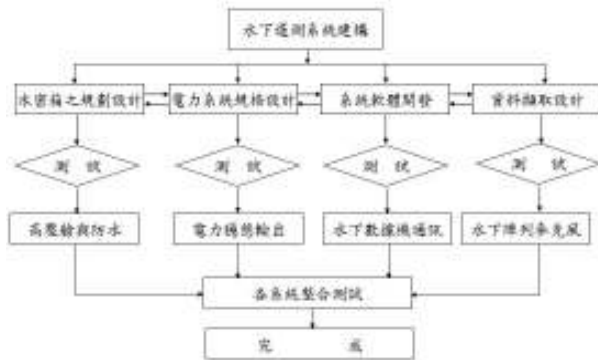 水下遙測系統建構
水密箱之規劃設計
電力系統規格設計
系統軟體開發
資料擷取設計
測 試
測 試
測 試
測 試
高壓艙與防水
電力穩態輸出
水下數據機通訊
水下陣列麥克風
各系統整合測試
完 成